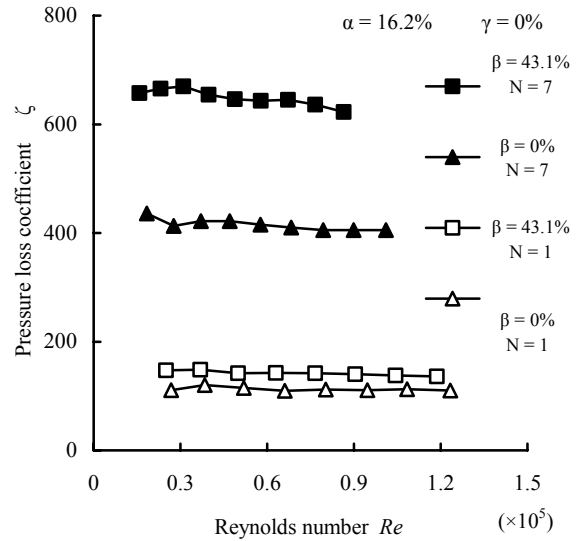 α = 16.2% γ = 0%
800
600
400
200
0
Pressure loss cocfficient ζ
β = 43.1%
N = 7
β = 0%
N = 7
β = 43.1%
N = 1
β = 0%
N = 1
0 0.3 0.6 0.9 1.2 1.5
Reynolds number Re (×10⁵)